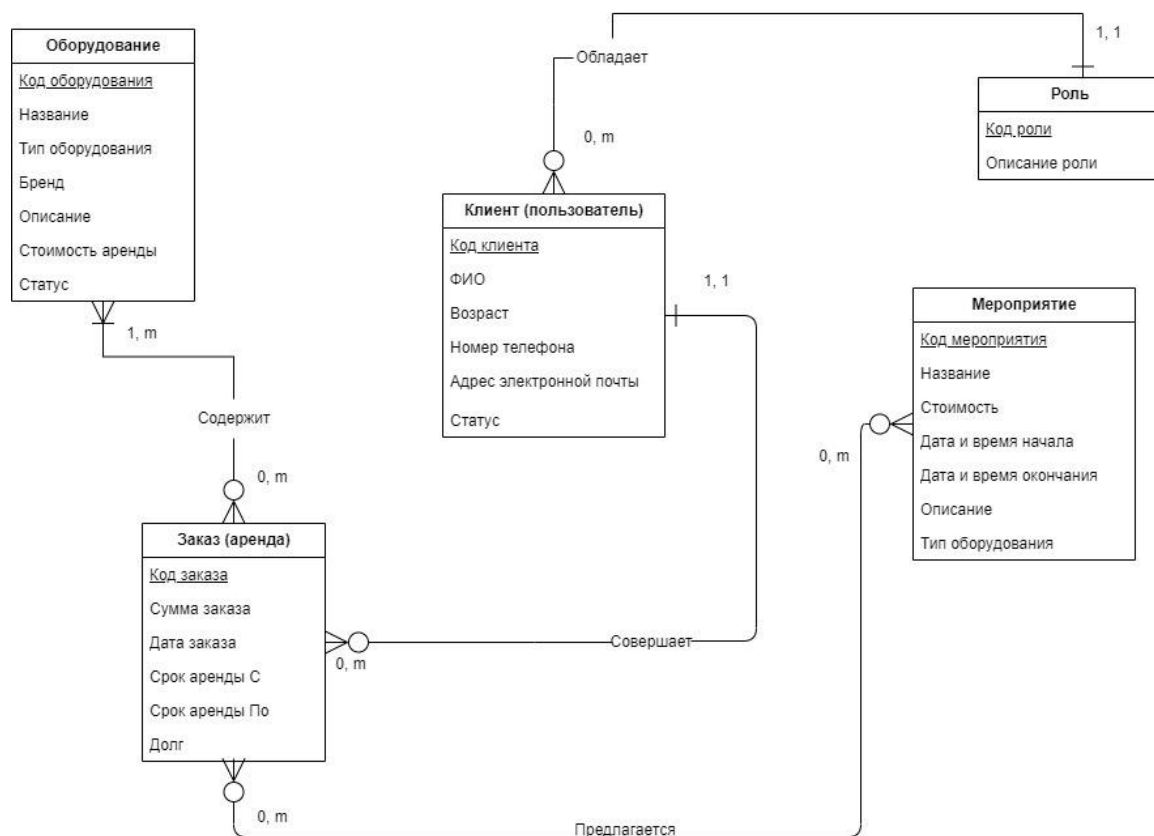 Оборудование
Код оборудования
Название
Тип оборудования
Бренд
Описание
Стоимость аренды
Статус
1, m
Содержит
0, m
Обладает
1, 1
0, m
Роль
Код роли
Описание роли
Клиент (пользователь)
Код клиента
ФИО
Возраст
Номер телефона
Адрес электронной почты
Статус
1, 1
Мероприятие
Код мероприятия
Название
Стоимость
Дата и время начала
Дата и время окончания
Описание
Тип оборудования
0, m
Заказ (аренда)
Код заказа
Сумма заказа
Дата заказа
Срок аренды С
Срок аренды По
Долг
Совершает
0, m
0, m
Предлагается